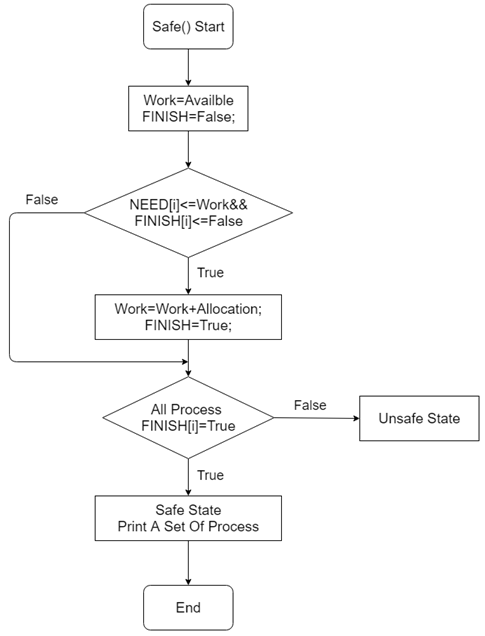 Safe() Start
Work=Availble
FINISH=False;
NEED[i]<=Work&&
FINISH[i]<=False
False
True
Work=Work+Allocation;
FINISH=True;
All Process
FINISH[i]=True
False
Unsafe State
True
Safe State
Print A Set Of Process
End